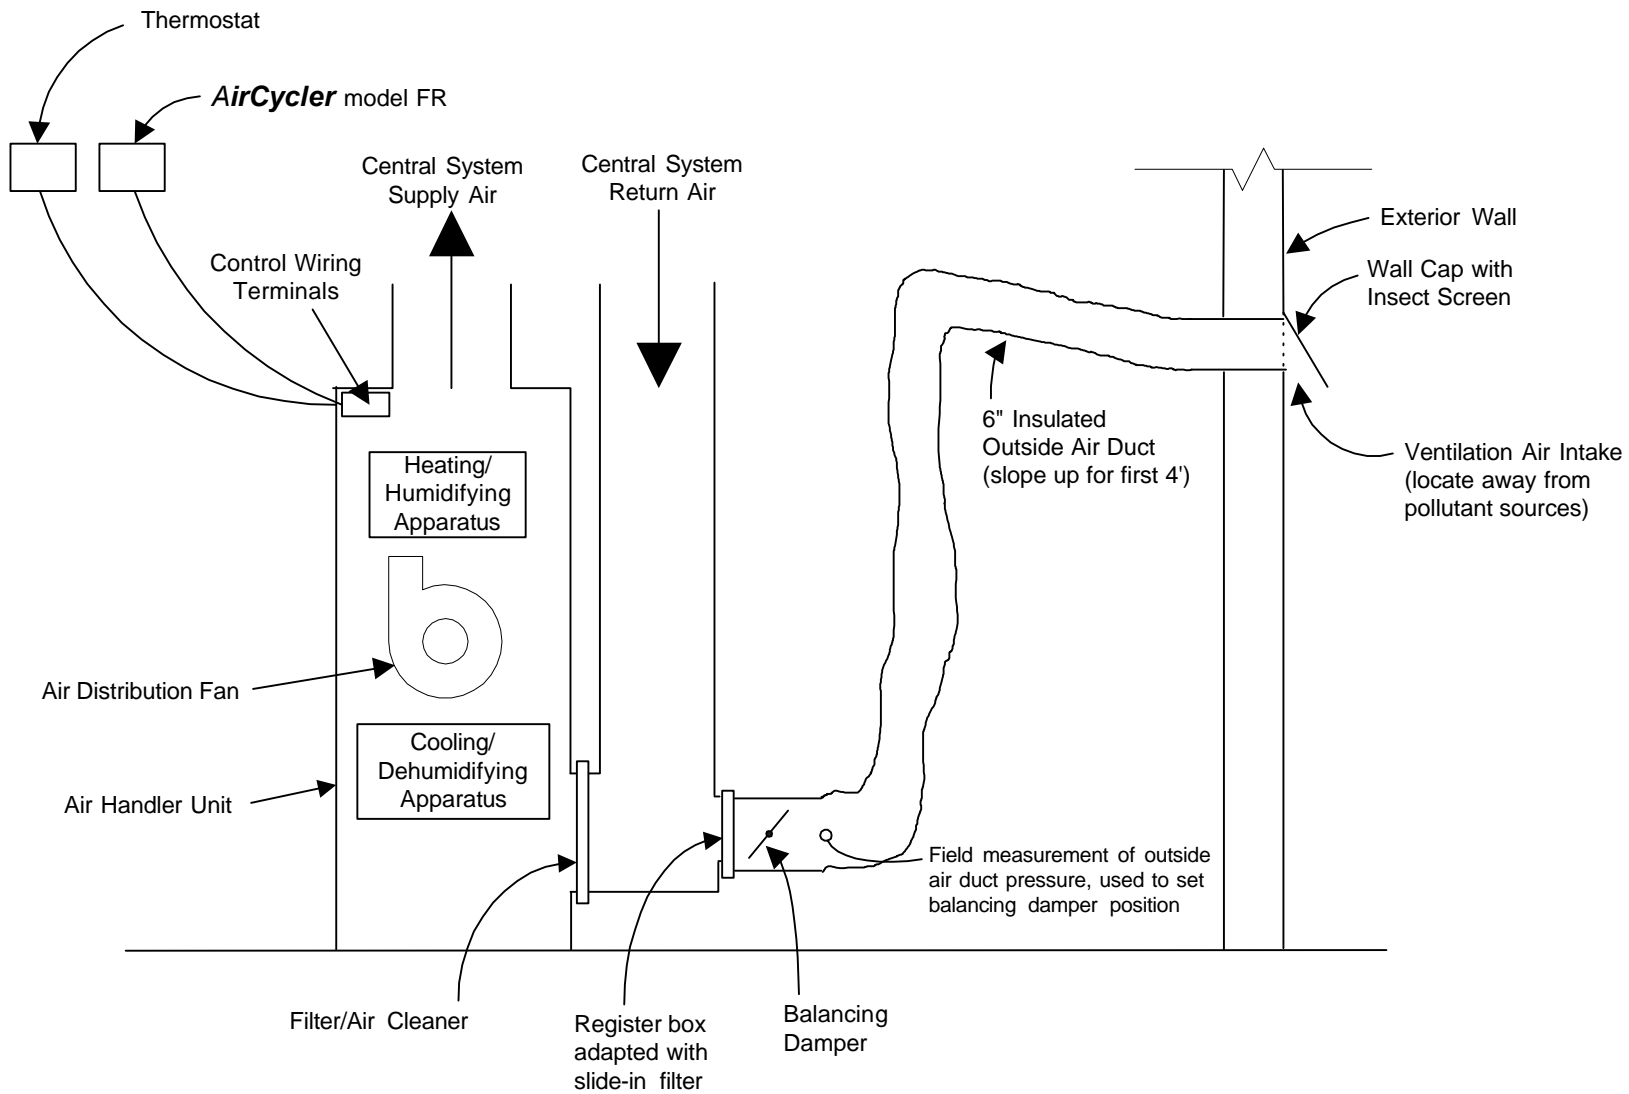 Thermostat
AirCycler model FR
Central System
Supply Air
Central System
Return Air
Control Wiring
Terminals
Exterior Wall
Wall Cap with
Insect Screen
6" Insulated
Outside Air Duct
(slope up for first 4')
Ventilation Air Intake
(locate away from
pollutant sources)
Heating/
Humidifying
Apparatus
Air Distribution Fan
Cooling/
Dehumidifying
Apparatus
Air Handler Unit
Field measurement of outside
air duct pressure, used to set
balancing damper position
Filter/Air Cleaner
Register box
adapted with
slide-in filter
Balancing
Damper